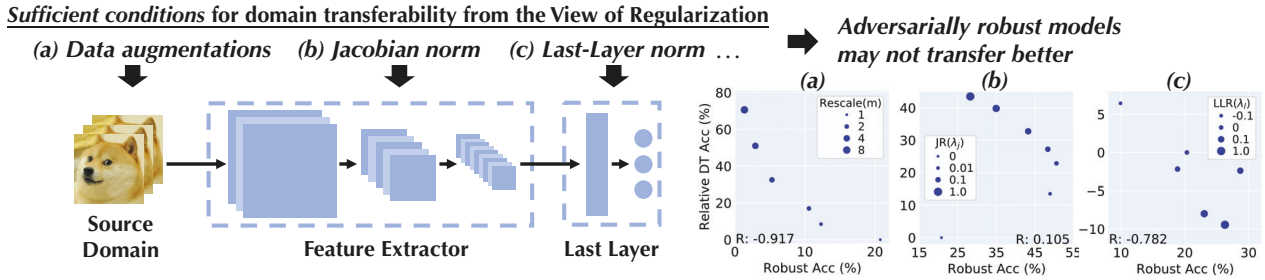 Sufficient conditions for domain transferability from the View of Regularization
(a) Data augmentations
(b) Jacobian norm
(c) Last-Layer norm ...
Adversarially robust models
may not transfer better
Source
Domain
Feature Extractor
Last Layer
(a)
Relative DT Acc (%)
80
60
40
20
0
Rescale(m)
1
2
4
8
R: -0.917
0
10
20
Robust Acc (%)
(b)
40
30
20
10
0
JR(λj)
0
0.01
0.1
1.0
R: 0.105
15
25
35
45
55
Robust Acc (%)
(c)
5
0
−5
−10
LLR(λl)
-0.1
0
0.1
1.0
R: -0.782
10
20
30
Robust Acc (%)